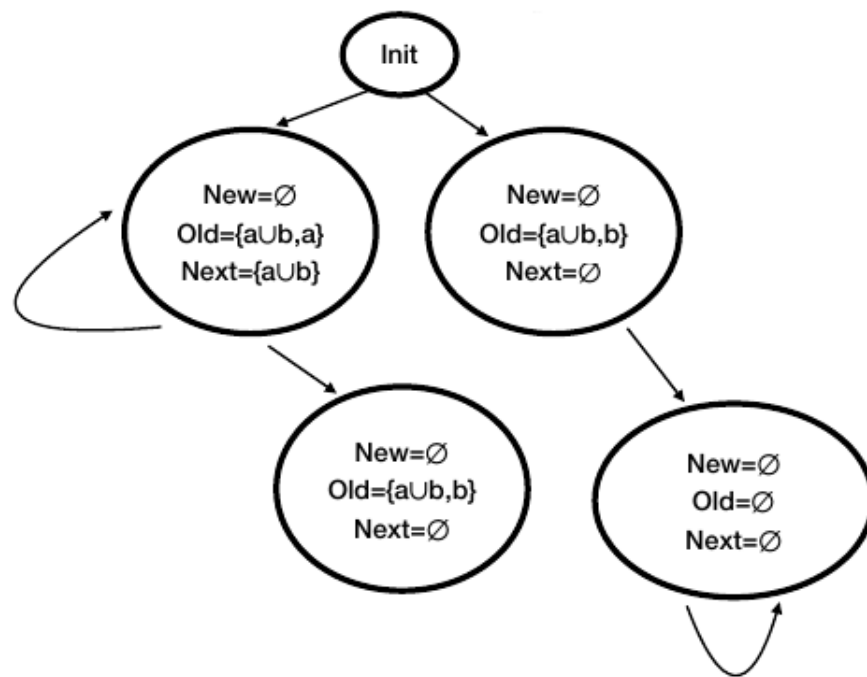 Init
New=∅
Old={a∪b,a}
Next={a∪b}
New=∅
Old={a∪b,b}
Next=∅
New=∅
Old={a∪b,b}
Next=∅
New=∅
Old=∅
Next=∅